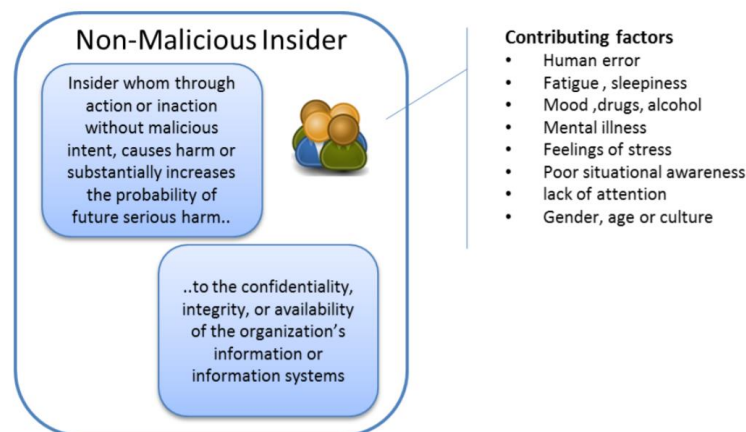 Non-Malicious Insider
Insider whom through
action or inaction
without malicious
intent, causes harm or
substantially increases
the probability of
future serious harm..
..to the confidentiality,
integrity, or availability
of the organization's
information or
information systems
Contributing factors
• Human error
• Fatigue , sleepiness
• Mood ,drugs, alcohol
• Mental illness
• Feelings of stress
• Poor situational awareness
• lack of attention
• Gender, age or culture